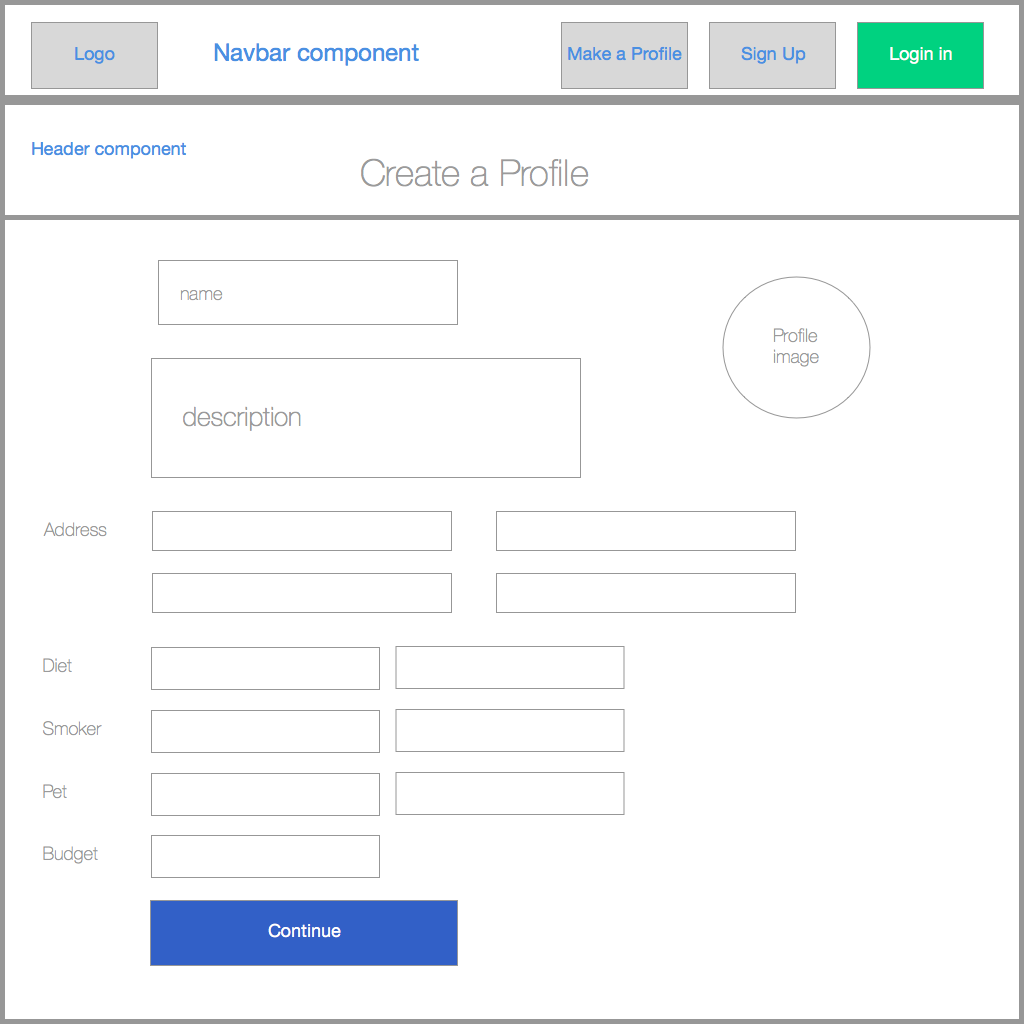 Logo
Navbar component
Make a Profile
Sign Up
Login in
Header component
Create a Profile
name
Profile
image
description
Address
Diet
Smoker
Pet
Budget
Continue